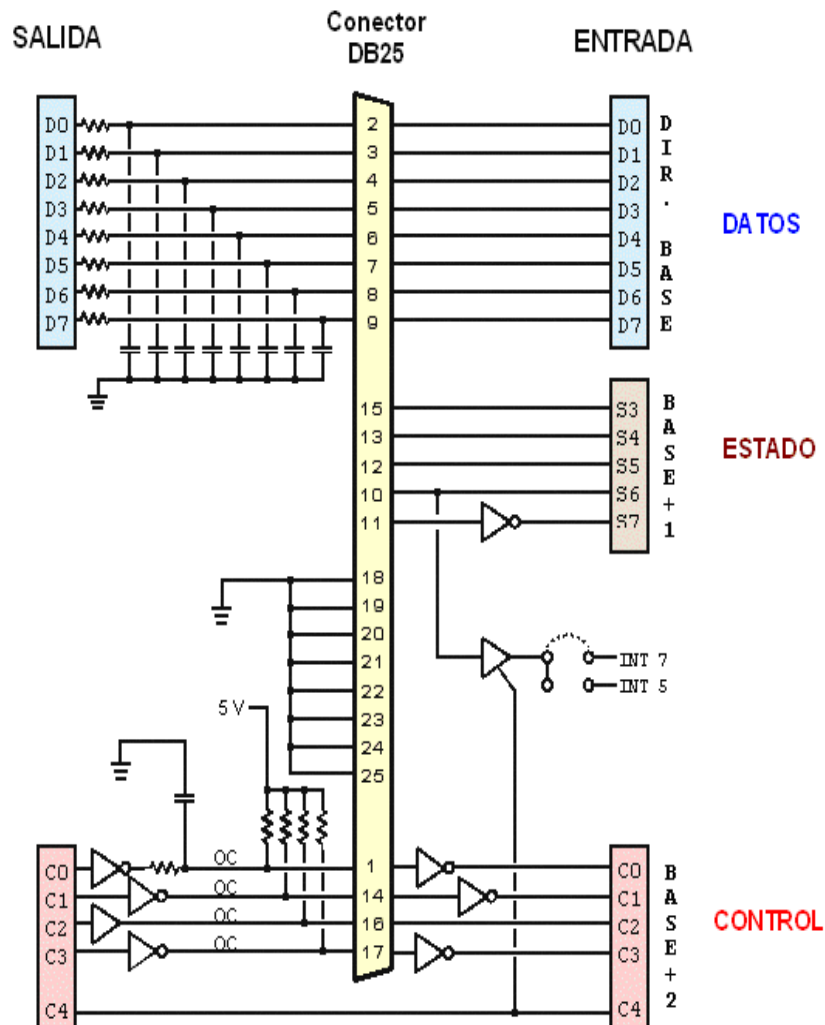 SALIDA
Conector
DB25
ENTRADA
D0
D1
D2
D3
D4
D5
D6
D7
2
3
4
5
6
7
8
9
D0
D1
D2
D3
D4
D5
D6
D7
DIR. BASE
DATOS
15
13
12
10
11
S3
S4
S5
S6
S7
BASE+1
ESTADO
18
19
20
21
22
23
24
25
INT 7
INT 5
5 V
C0
C1
C2
C3
C4
OC
OC
OC
OC
1
14
16
17
C0
C1
C2
C3
C4
BASE+2
CONTROL